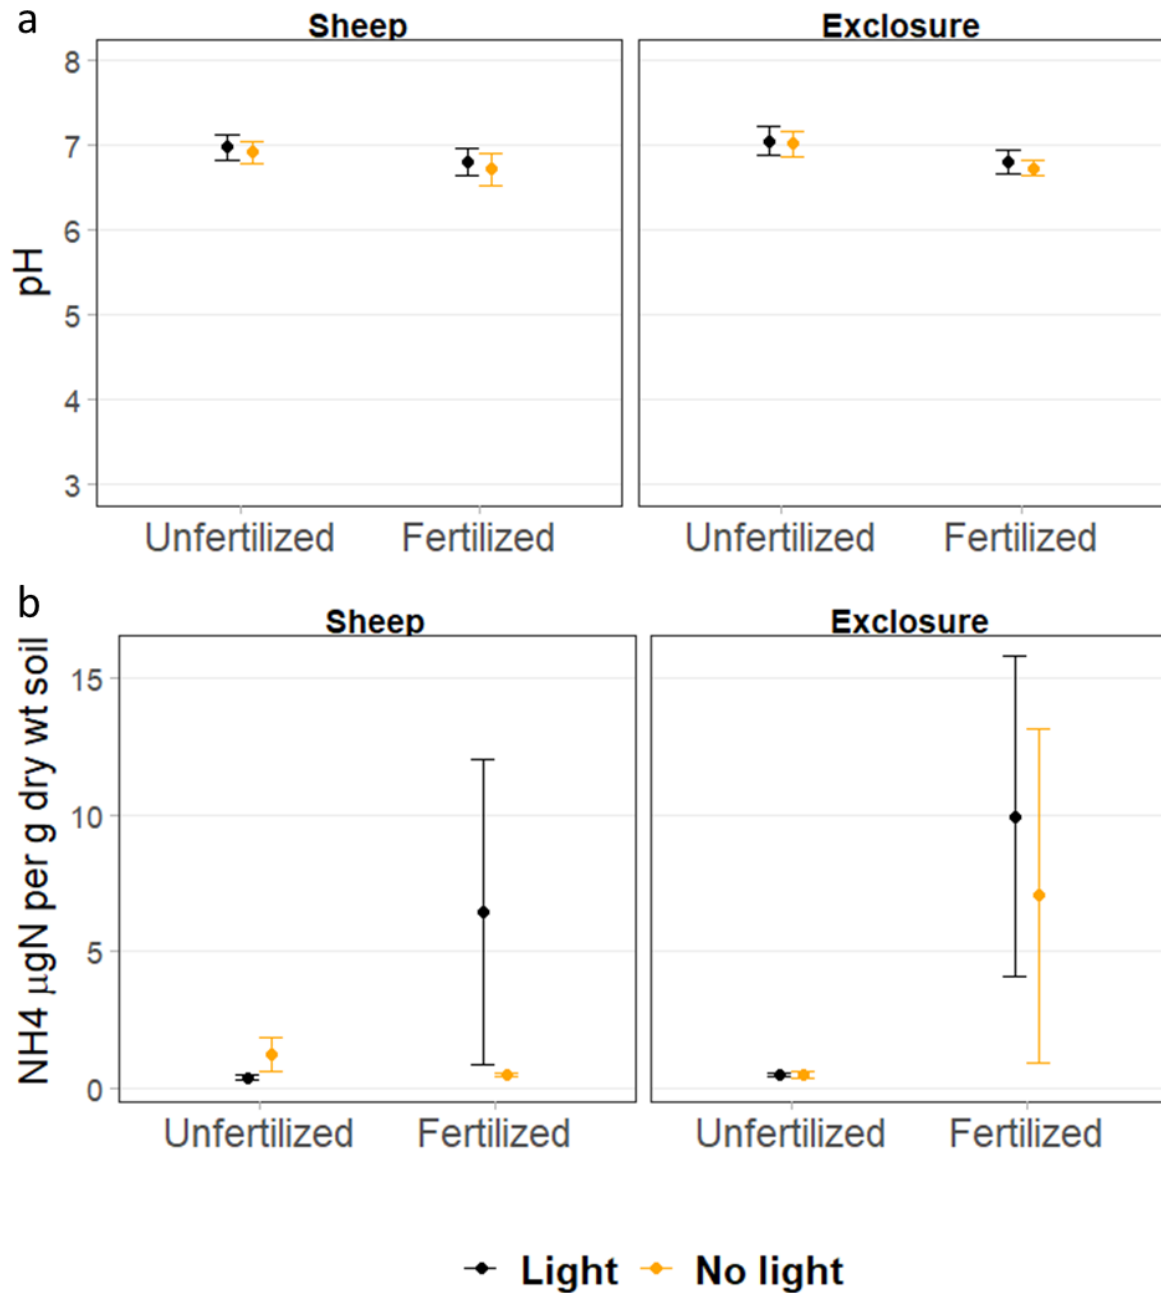 a
Sheep Exclosure
8
7
6
5
4
3
pH
Unfertilized Fertilized Unfertilized Fertilized
b
Sheep Exclosure
15
10
5
0
NH4 μgN per g dry wt soil
Unfertilized Fertilized Unfertilized Fertilized
Light No light